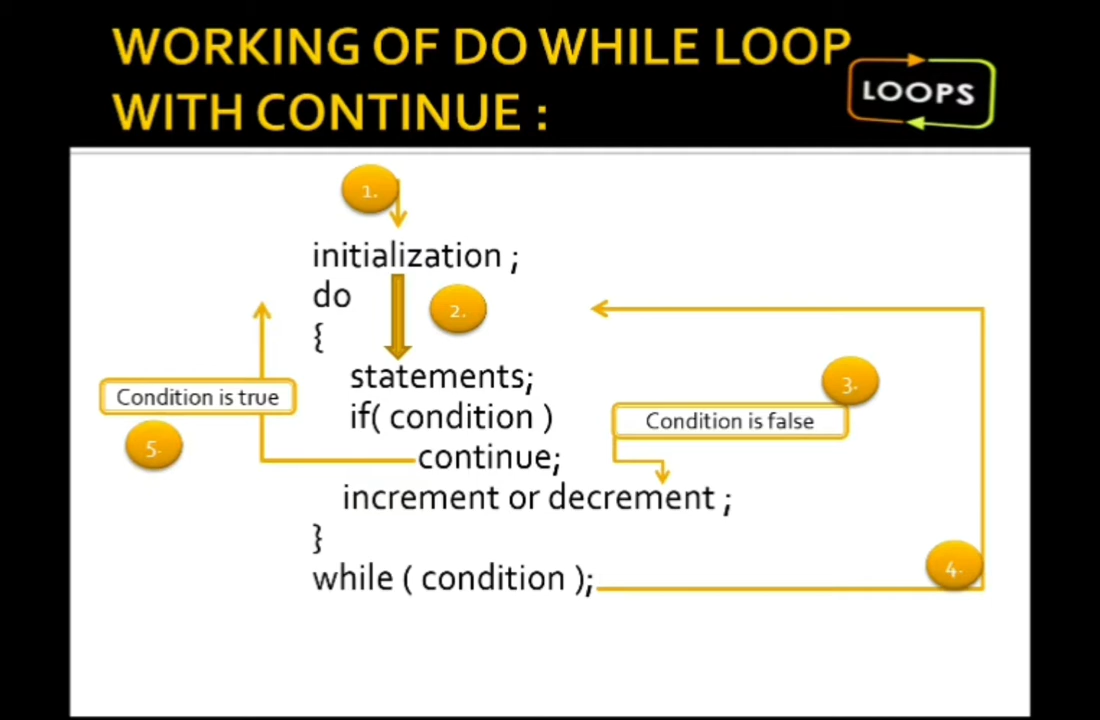 WORKING OF DO WHILE LOOP
WITH CONTINUE :
LOOPS
1.
initialization ;
do
2.
{
statements;
3.
Condition is true
if( condition )
Condition is false
5.
continue;
increment or decrement ;
}
4.
while ( condition );